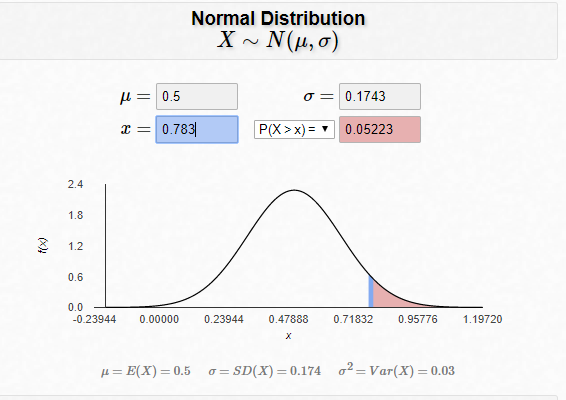 Normal Distribution
X ∼ N(μ, σ)
μ = 0.5 σ = 0.1743
x = 0.783 P(X > x) = ▼ 0.05223
2.4
1.8
1.2
0.6
0.0
f(x)
-0.23944 0.00000 0.23944 0.47888 0.71832 0.95776 1.19720
x
μ = E(X) = 0.5 σ = SD(X) = 0.174 σ² = Var(X) = 0.03